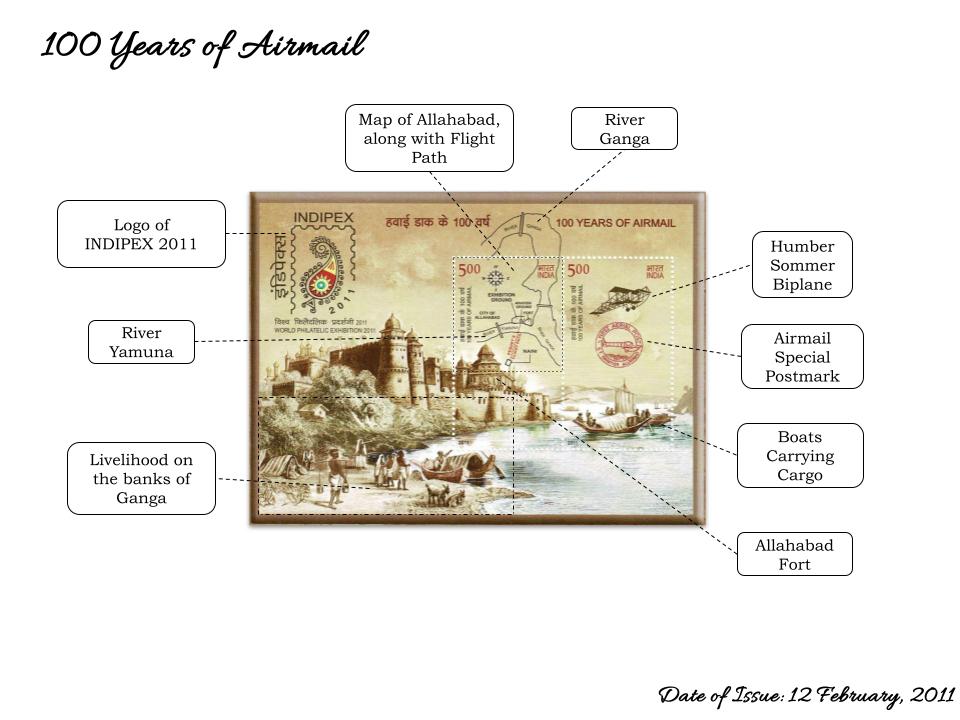 100 Years of Airmail
Map of Allahabad,
along with Flight
Path
River
Ganga
Logo of
INDIPEX 2011
River
Yamuna
Livelihood on
the banks of
Ganga
Humber
Sommer
Biplane
Airmail
Special
Postmark
Boats
Carrying
Cargo
Allahabad
Fort
INDIPEX
इंडिपेक्स
2011
विश्व फिलैटलिक प्रदर्शनी 2011
WORLD PHILATELIC EXHIBITION 2011
हवाई डाक के 100 वर्ष
100 YEARS OF AIRMAIL
RIVER GANGA
500
भारत
INDIA
हवाई डाक के 100 वर्ष
100 YEARS OF AIRMAIL
EXHIBITION
GROUND
CITY OF
ALLAHABAD
FORT
NAINI
500
भारत
INDIA
हवाई डाक के 100 वर्ष
100 YEARS OF AIRMAIL
Date of Issue: 12 February, 2011